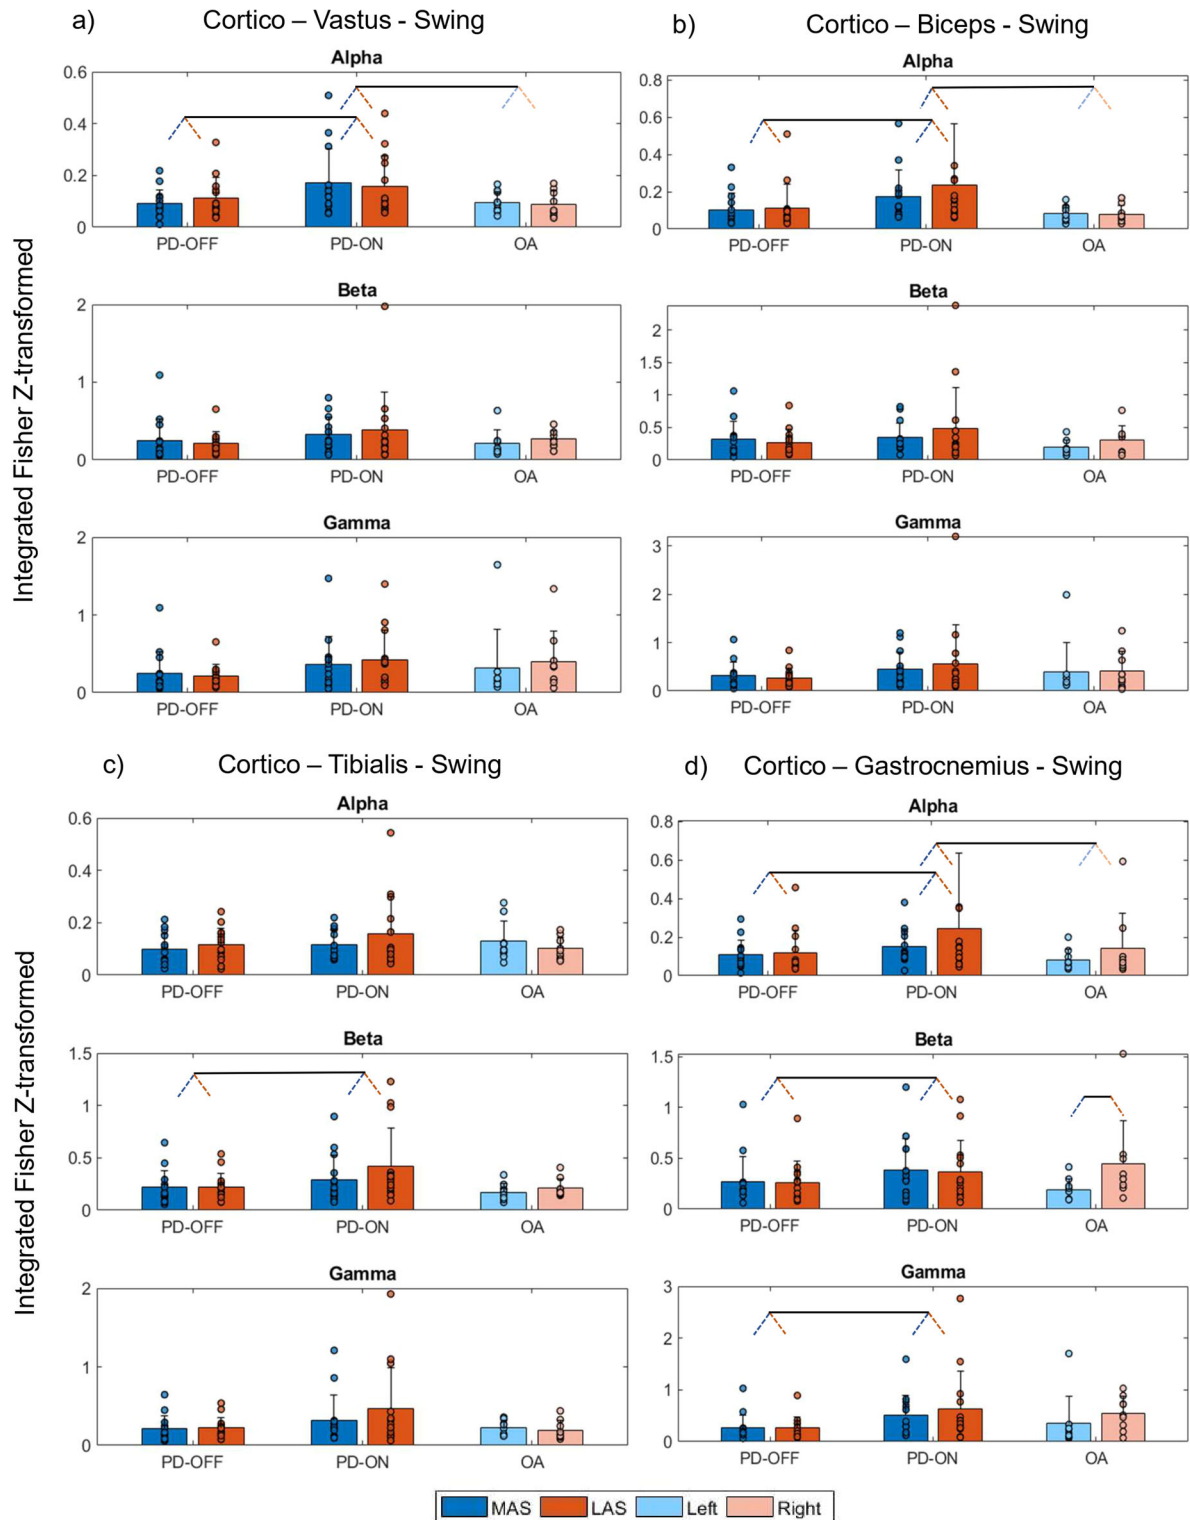 a) Cortico – Vastus - Swing
Alpha
0.6
0.4
0.2
0
PD-OFF PD-ON OA
Beta
2
1
0
PD-OFF PD-ON OA
Gamma
2
1
0
PD-OFF PD-ON OA
Integrated Fisher Z-transformed
b) Cortico – Biceps - Swing
Alpha
0.8
0.6
0.4
0.2
0
PD-OFF PD-ON OA
Beta
2
1.5
1
0.5
0
PD-OFF PD-ON OA
Gamma
3
2
1
0
PD-OFF PD-ON OA
c) Cortico – Tibialis - Swing
Alpha
0.6
0.4
0.2
0
PD-OFF PD-ON OA
Beta
1.5
1
0.5
0
PD-OFF PD-ON OA
Gamma
2
1
0
PD-OFF PD-ON OA
Integrated Fisher Z-transformed
d) Cortico – Gastrocnemius - Swing
Alpha
0.8
0.6
0.4
0.2
0
PD-OFF PD-ON OA
Beta
1.5
1
0.5
0
PD-OFF PD-ON OA
Gamma
3
2
1
0
PD-OFF PD-ON OA
MAS LAS Left Right